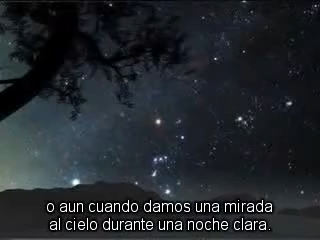 o aun cuando damos una mirada
al cielo durante una noche clara.